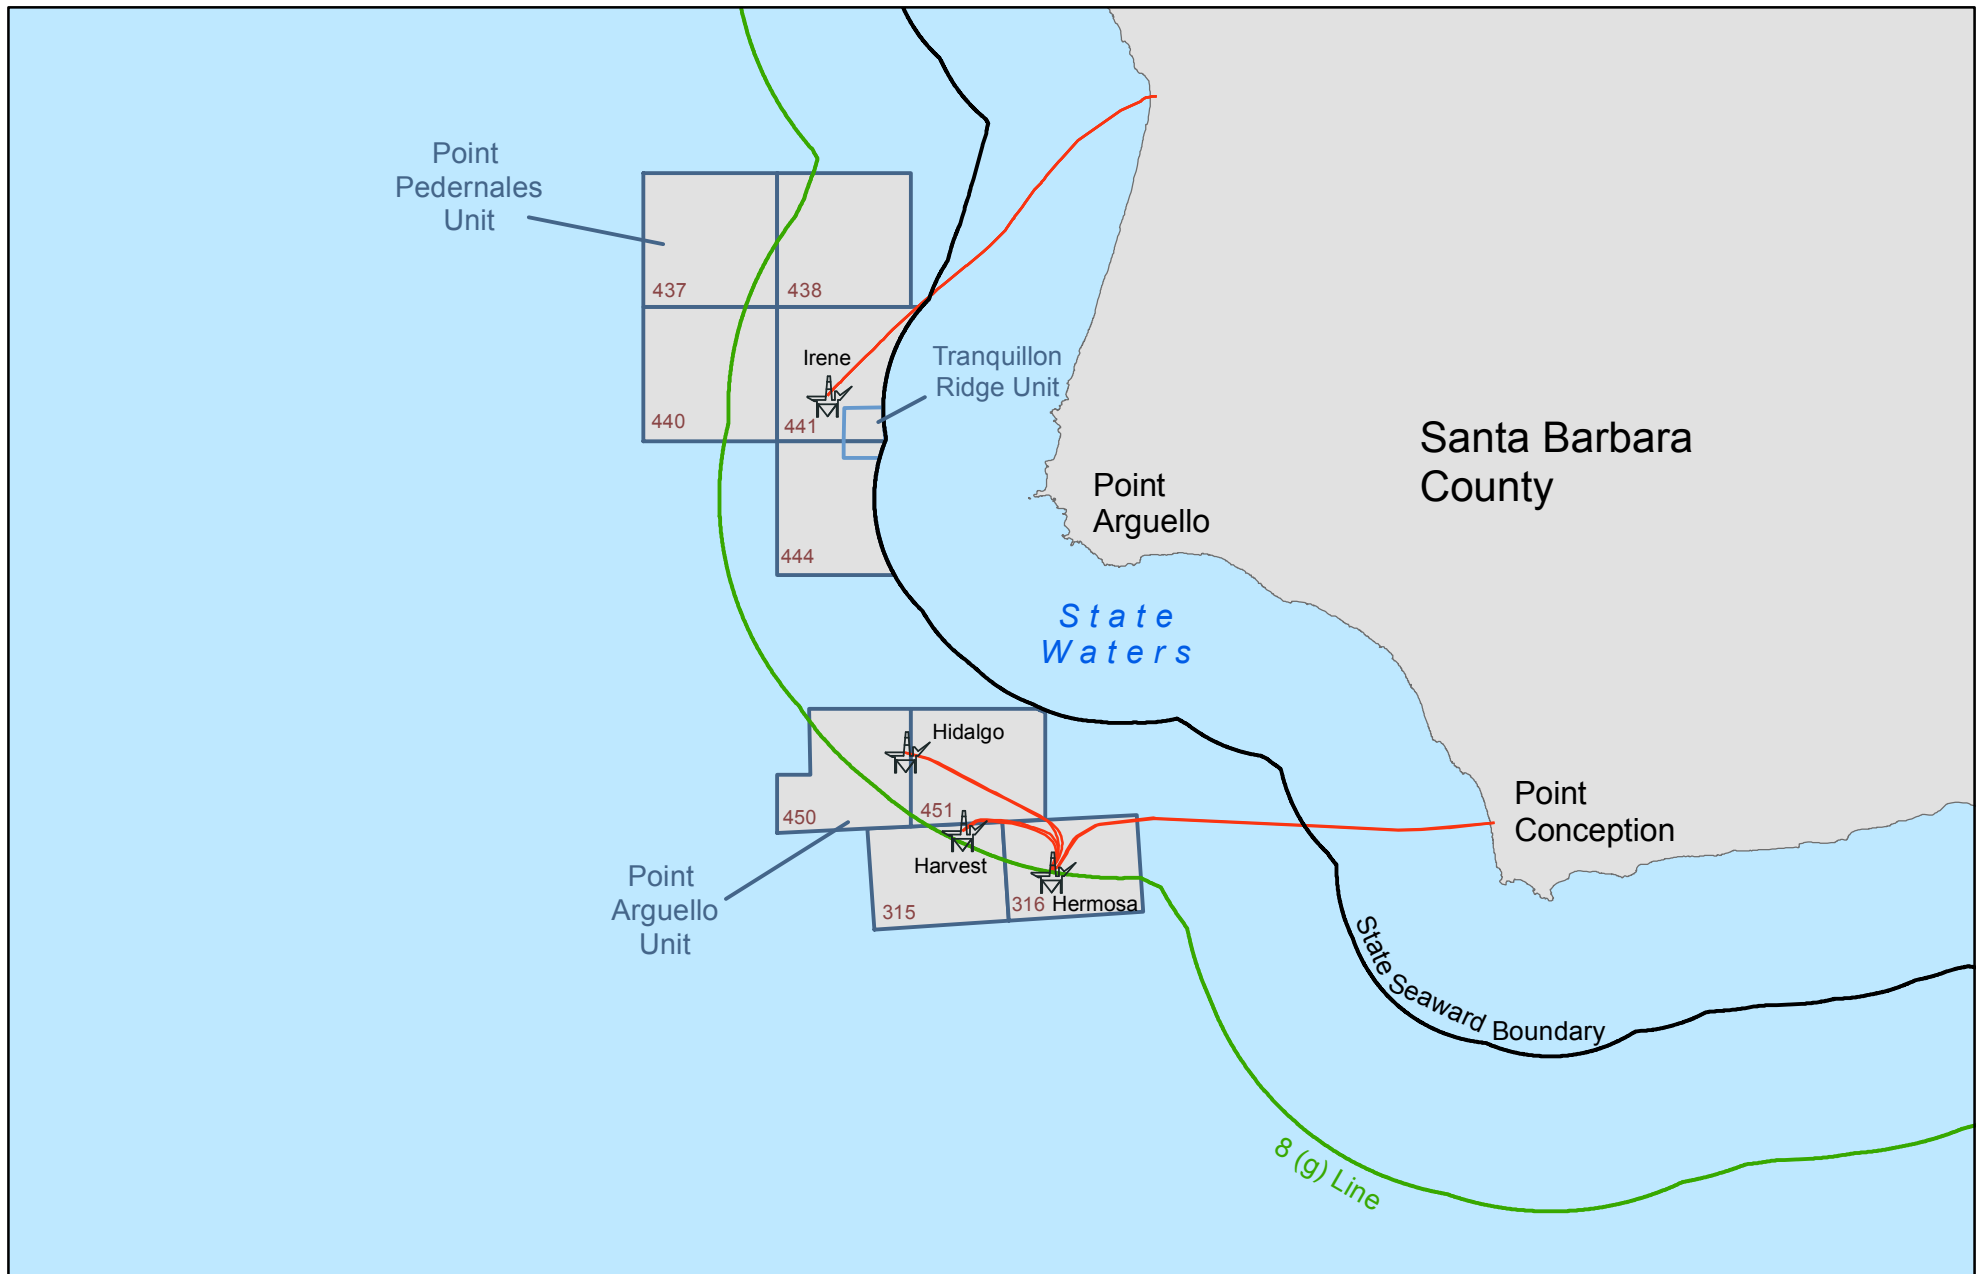 Point
Pedernales
Unit
437
438
Irene
Tranquillon
Ridge Unit
440
441
Santa Barbara
County
Point
Arguello
444
State
Waters
Hidalgo
450
451
Point
Conception
Harvest
Point
Arguello
Unit
315
316
Hermosa
State Seaward Boundary
8 (g) Line